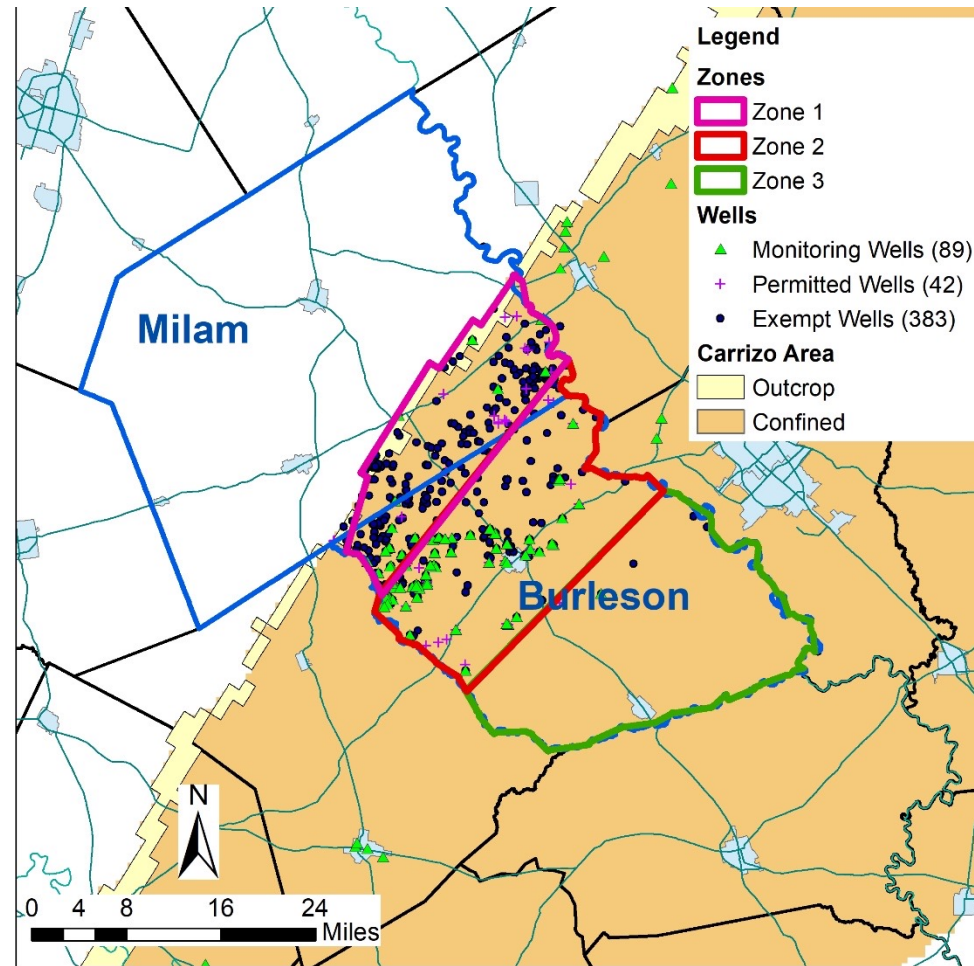 Legend
Zones
Zone 1
Zone 2
Zone 3
Wells
Monitoring Wells (89)
Permitted Wells (42)
Exempt Wells (383)
Carrizo Area
Outcrop
Confined
Milam
Burleson
N
0 4 8 16 24
Miles